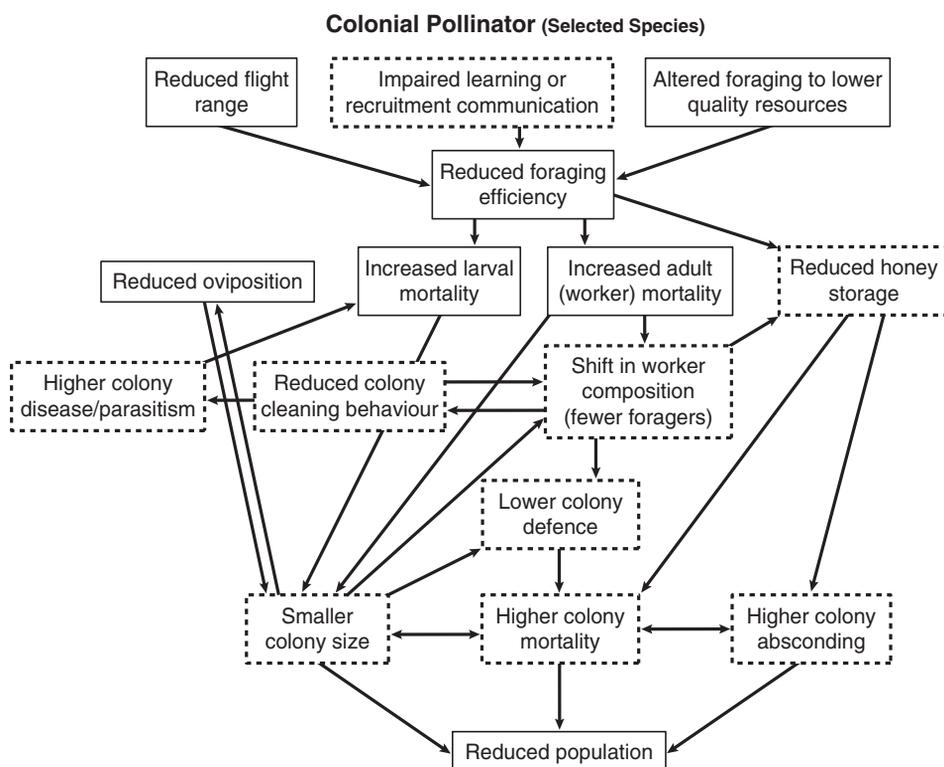 Colonial Pollinator (Selected Species)
Reduced flight
range
Impaired learning or
recruitment communication
Altered foraging to lower
quality resources
Reduced foraging
efficiency
Reduced oviposition
Increased larval
mortality
Increased adult
(worker) mortality
Reduced honey
storage
Higher colony
disease/parasitism
Reduced colony
cleaning behaviour
Shift in worker
composition
(fewer foragers)
Lower colony
defence
Smaller
colony size
Higher colony
mortality
Higher colony
absconding
Reduced population